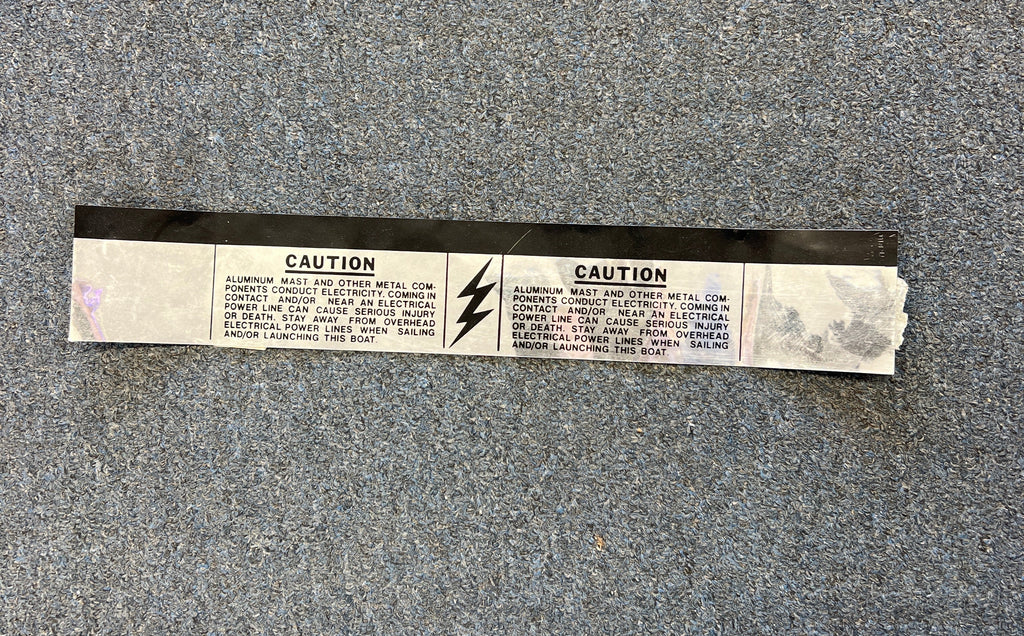 CAUTION
ALUMINUM MAST AND OTHER METAL COM-
PONENTS CONDUCT ELECTRICITY. COMING IN
CONTACT AND/OR NEAR AN ELECTRICAL
POWER LINE CAN CAUSE SERIOUS INJURY
OR DEATH. STAY AWAY FROM OVERHEAD
ELECTRICAL POWER LINES WHEN SAILING
AND/OR LAUNCHING THIS BOAT.
CAUTION
ALUMINUM MAST AND OTHER METAL COM-
PONENTS CONDUCT ELECTRICITY. COMING IN
CONTACT AND/OR NEAR AN ELECTRICAL
POWER LINE CAN CAUSE SERIOUS INJURY
OR DEATH. STAY AWAY FROM OVERHEAD
ELECTRICAL POWER LINES WHEN SAILING
AND/OR LAUNCHING THIS BOAT.